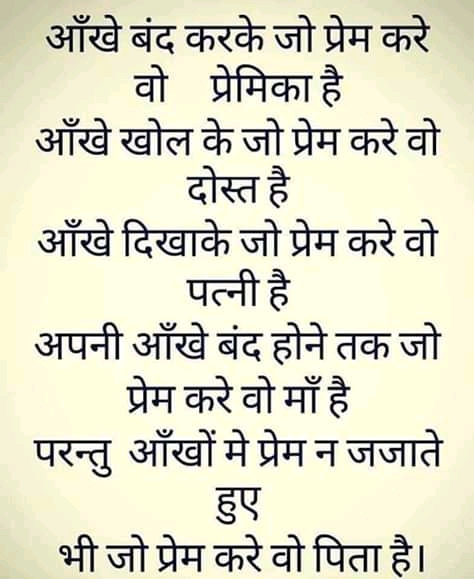 आँखे बंद करके जो प्रेम करे
वो प्रेमिका है
आँखे खोल के जो प्रेम करे वो
दोस्त है
आँखे दिखाके जो प्रेम करे वो
पत्नी है
अपनी आँखे बंद होने तक जो
प्रेम करे वो माँ है
परन्तु आँखों मे प्रेम न जजाते
हुए
भी जो प्रेम करे वो पिता है।